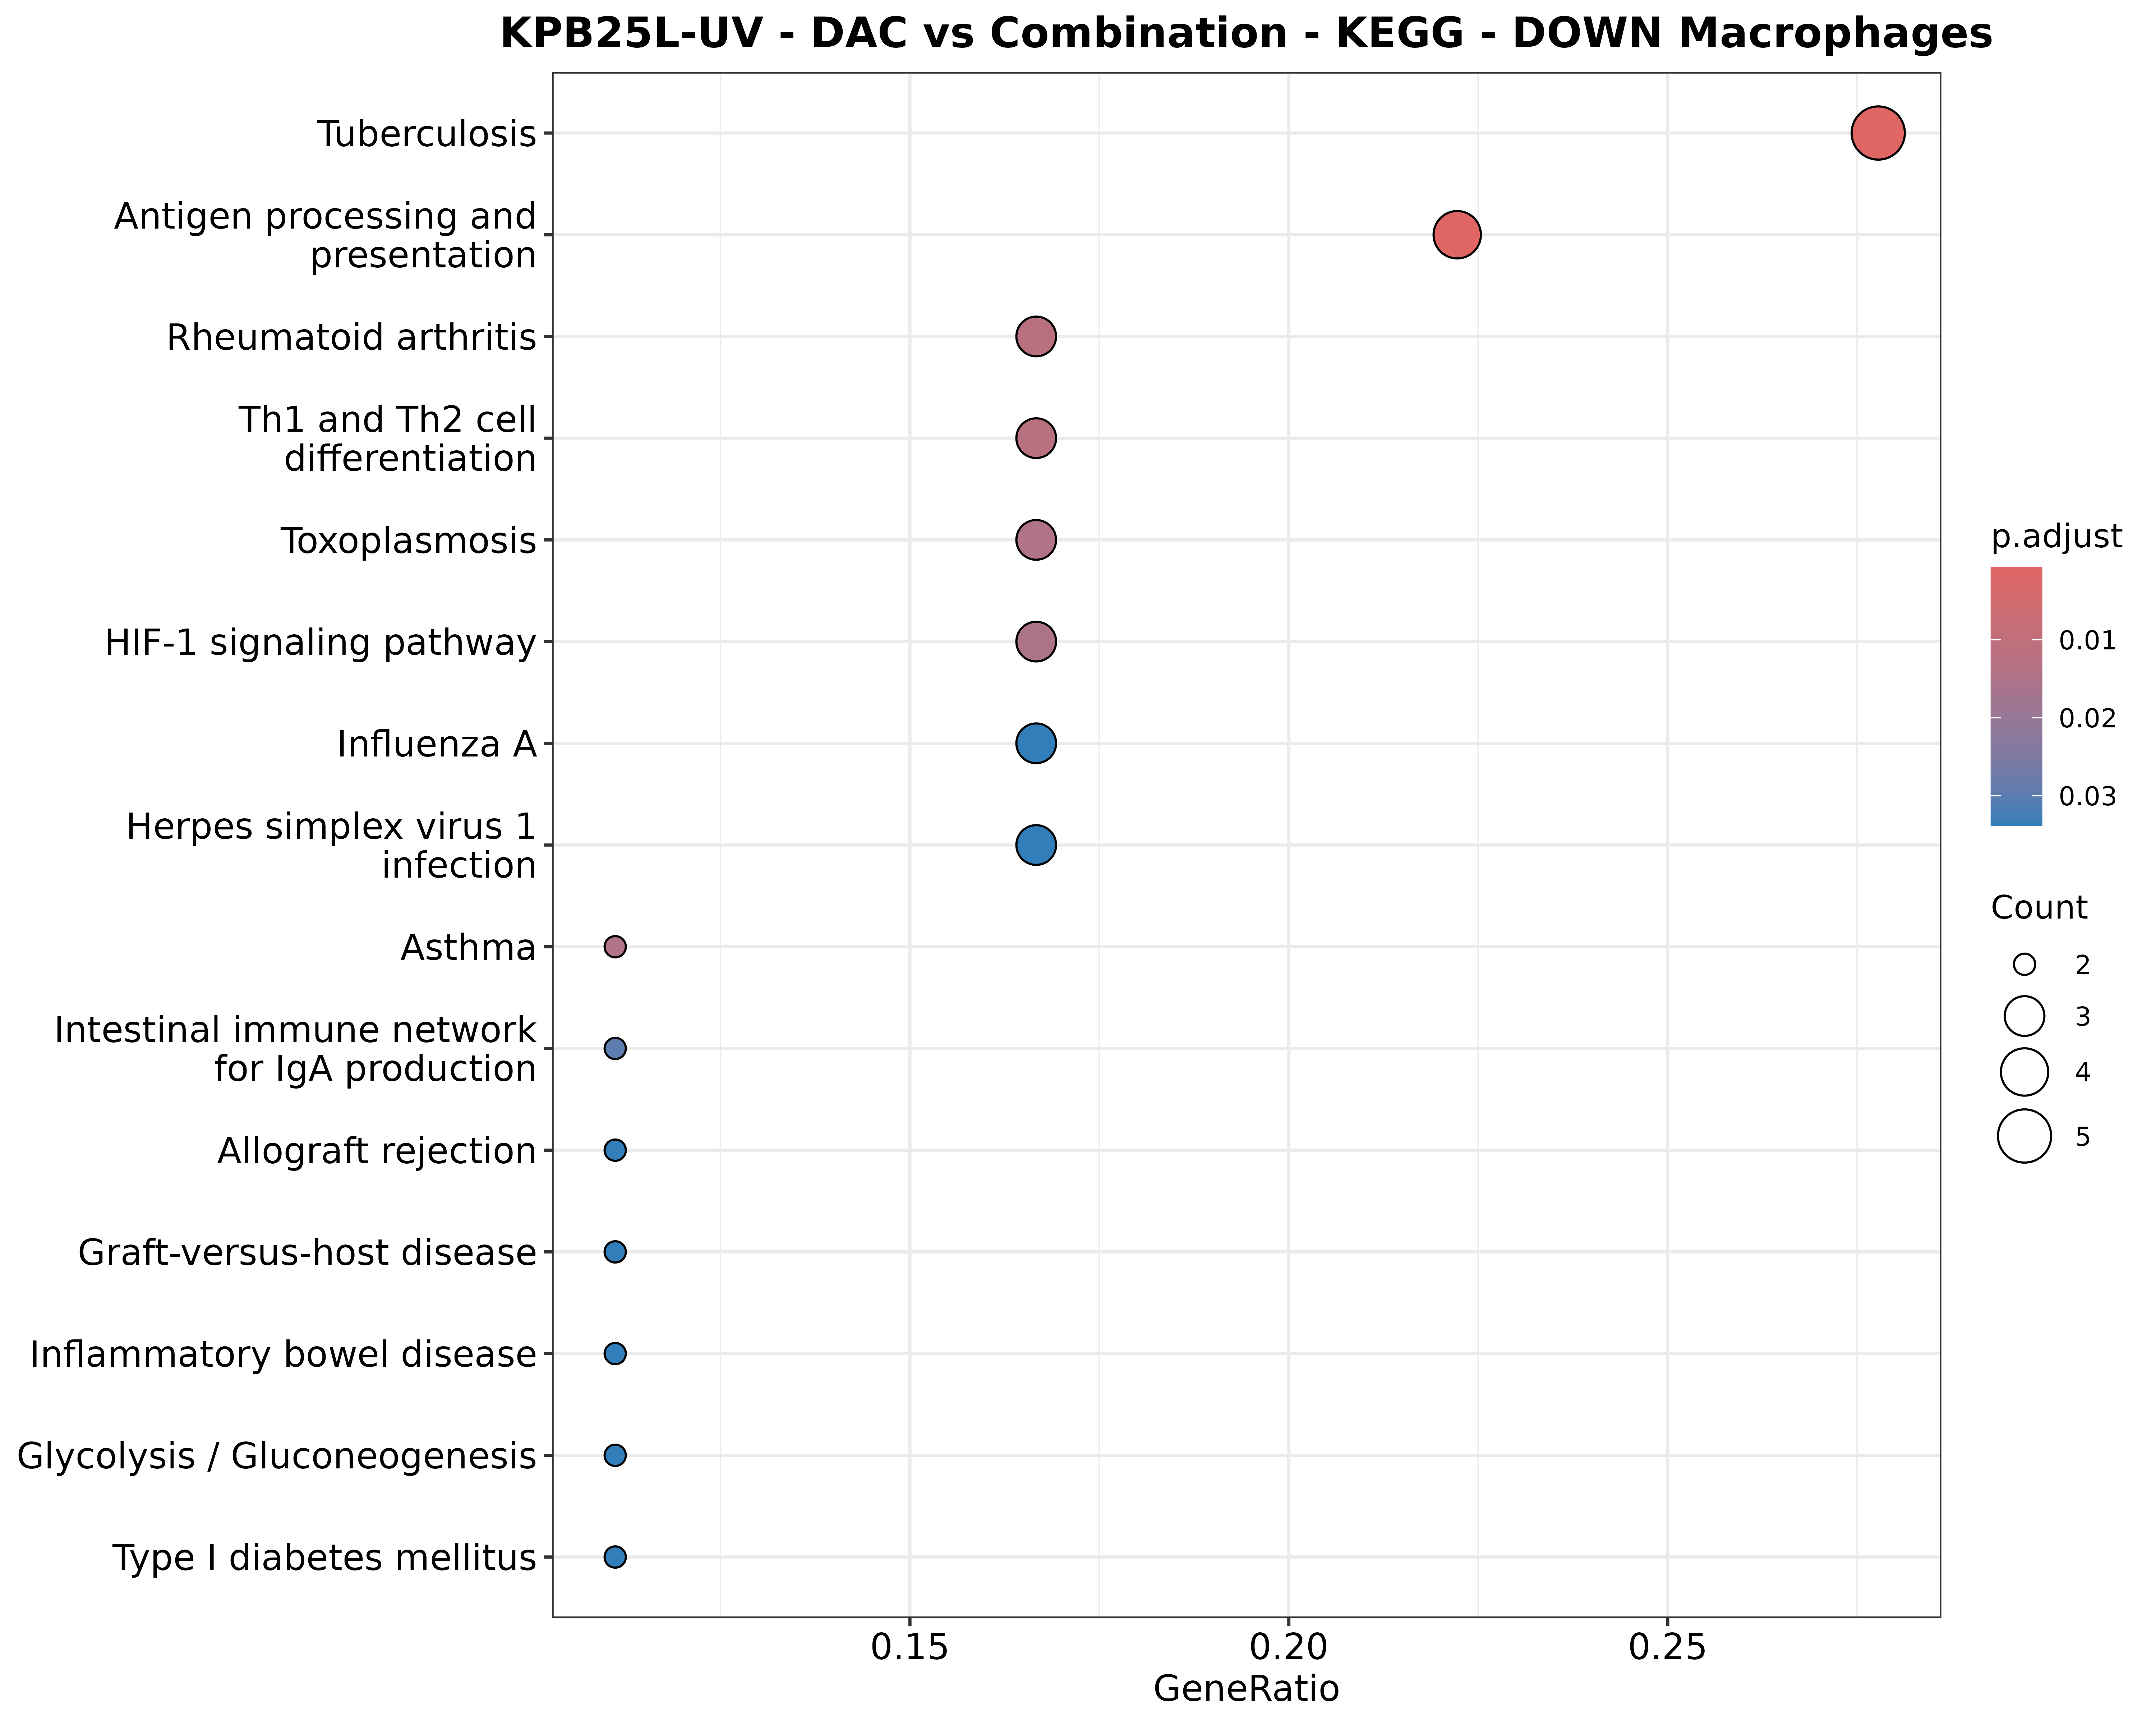 KPB25L-UV - DAC vs Combination - KEGG - DOWN Macrophages
Tuberculosis
Antigen processing and
presentation
Rheumatoid arthritis
Th1 and Th2 cell
differentiation
Toxoplasmosis
HIF-1 signaling pathway
Influenza A
Herpes simplex virus 1
infection
Asthma
Intestinal immune network
for IgA production
Allograft rejection
Graft-versus-host disease
Inflammatory bowel disease
Glycolysis / Gluconeogenesis
Type I diabetes mellitus
0.15
0.20
0.25
GeneRatio
p.adjust
0.01
0.02
0.03
Count
2
3
4
5